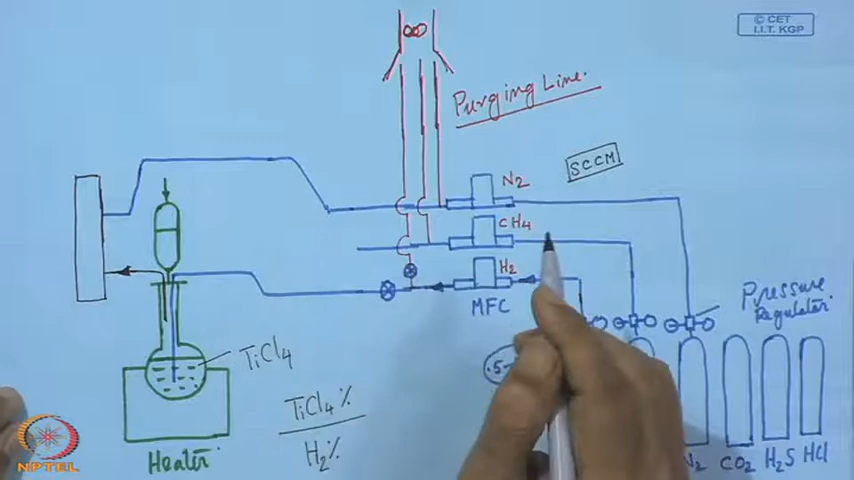 © CET
I.I.T. KGP
Purging Line.
SCCM
N2
CH4
H2
MFC
Pressure
Regulator
TiCl4
TiCl4 %
H2 %
Heater
N2 CO2 H2S HCl
NPTEL